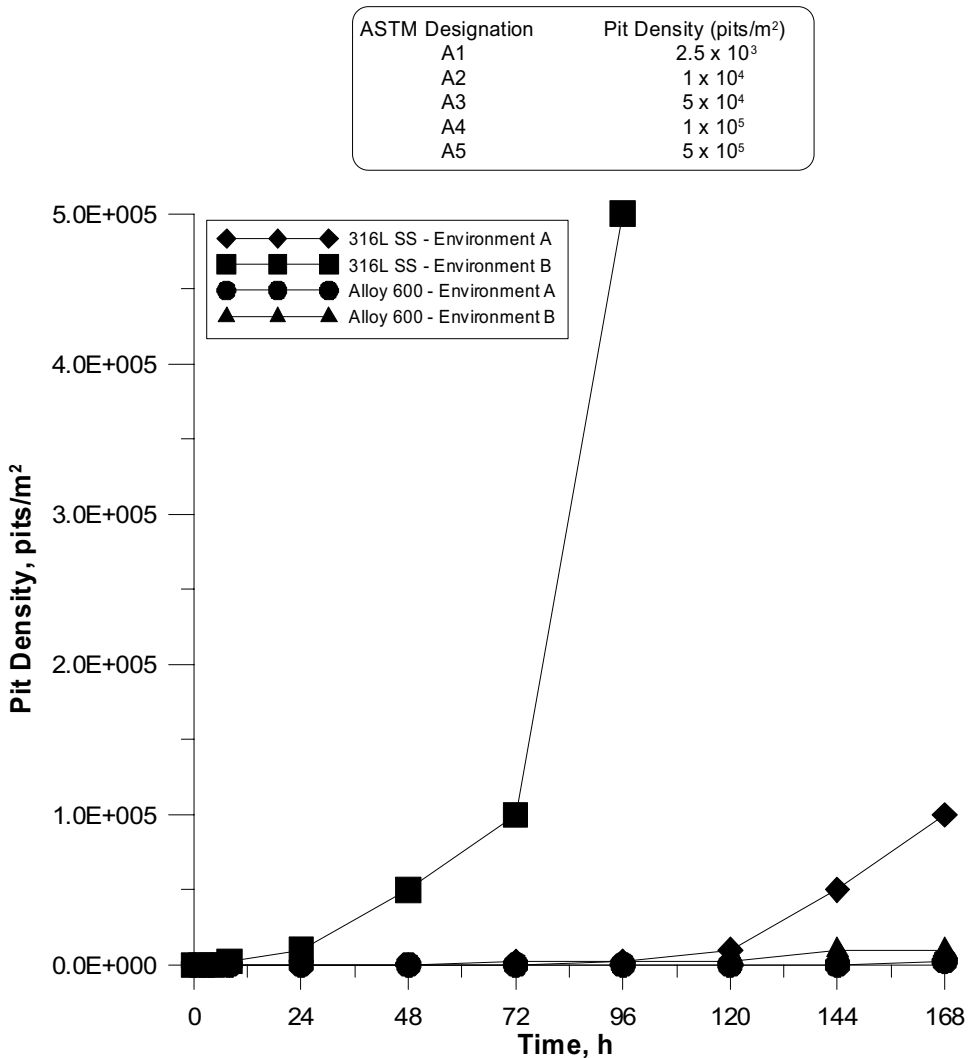 ASTM Designation Pit Density (pits/m²)
A1 2.5 x 10³
A2 1 x 10⁴
A3 5 x 10⁴
A4 1 x 10⁵
A5 5 x 10⁵
5.0E+005
316L SS - Environment A
316L SS - Environment B
Alloy 600 - Environment A
Alloy 600 - Environment B
4.0E+005
3.0E+005
2.0E+005
1.0E+005
0.0E+000
Pit Density, pits/m²
0 24 48 72 96 120 144 168
Time, h